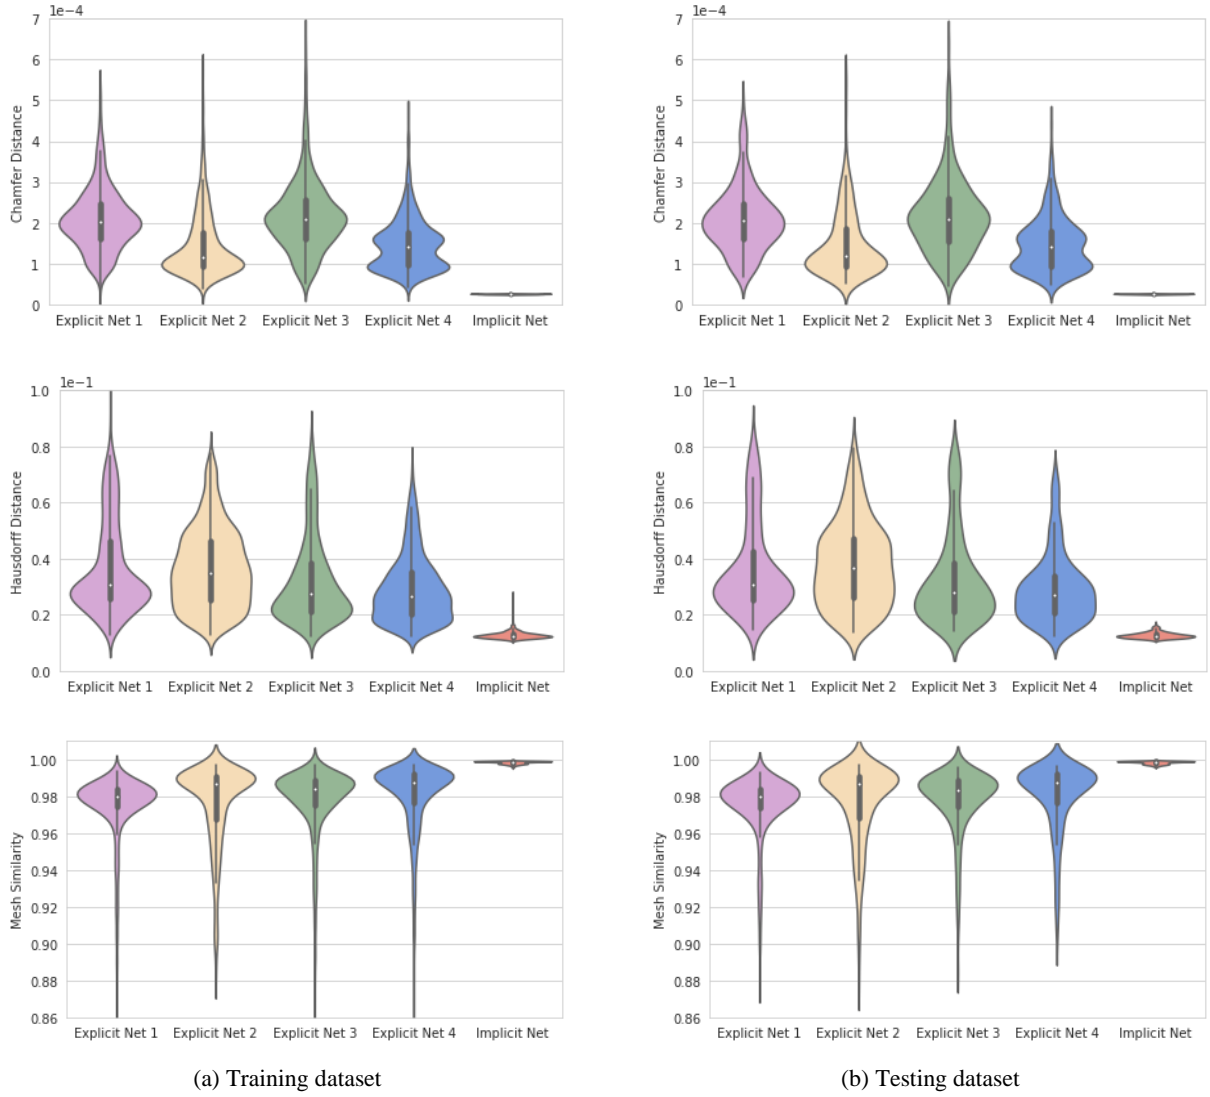 1e−4
7
6
5
4
3
2
1
0
Chamfer Distance
Explicit Net 1 Explicit Net 2 Explicit Net 3 Explicit Net 4 Implicit Net
1e−4
7
6
5
4
3
2
1
0
Chamfer Distance
Explicit Net 1 Explicit Net 2 Explicit Net 3 Explicit Net 4 Implicit Net
1e−1
1.0
0.8
0.6
0.4
0.2
0.0
Hausdorff Distance
Explicit Net 1 Explicit Net 2 Explicit Net 3 Explicit Net 4 Implicit Net
1e−1
1.0
0.8
0.6
0.4
0.2
0.0
Hausdorff Distance
Explicit Net 1 Explicit Net 2 Explicit Net 3 Explicit Net 4 Implicit Net
1.00
0.98
0.96
0.94
0.92
0.90
0.88
0.86
Mesh Similarity
Explicit Net 1 Explicit Net 2 Explicit Net 3 Explicit Net 4 Implicit Net
1.00
0.98
0.96
0.94
0.92
0.90
0.88
0.86
Mesh Similarity
Explicit Net 1 Explicit Net 2 Explicit Net 3 Explicit Net 4 Implicit Net
(a) Training dataset
(b) Testing dataset